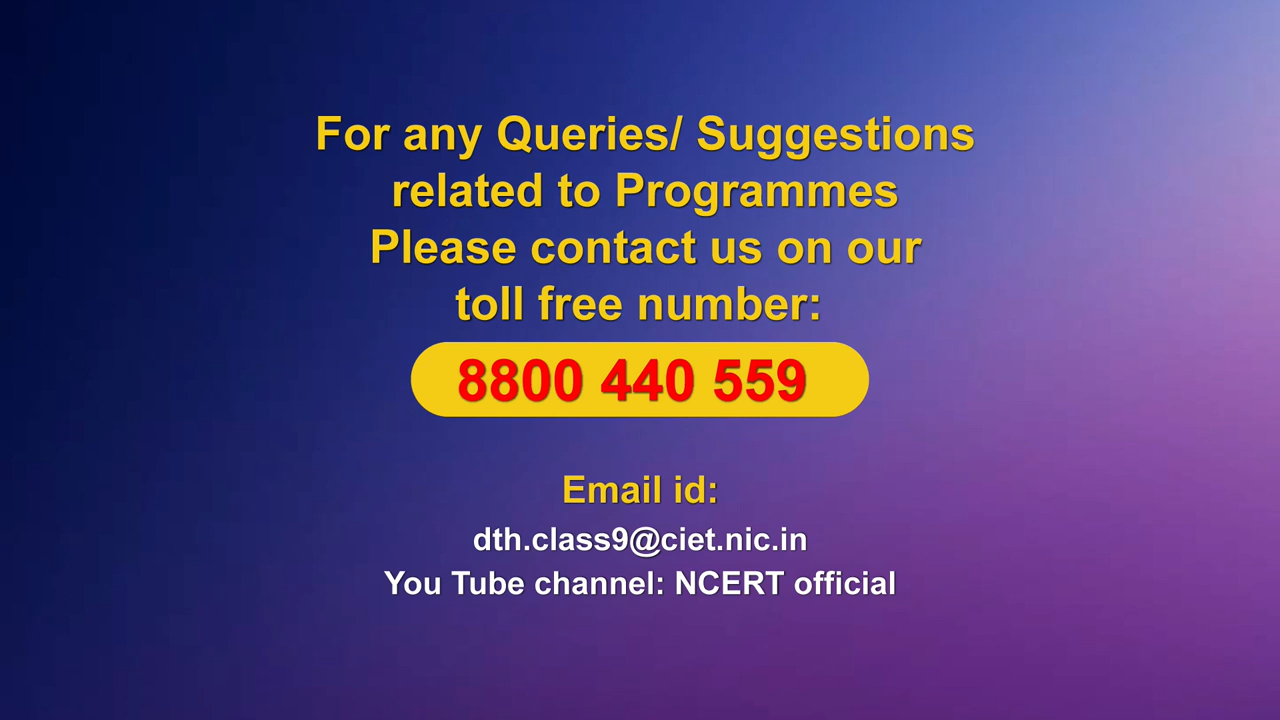 For any Queries/ Suggestions
related to Programmes
Please contact us on our
toll free number:
8800 440 559
Email id:
dth.class9@ciet.nic.in
You Tube channel: NCERT official